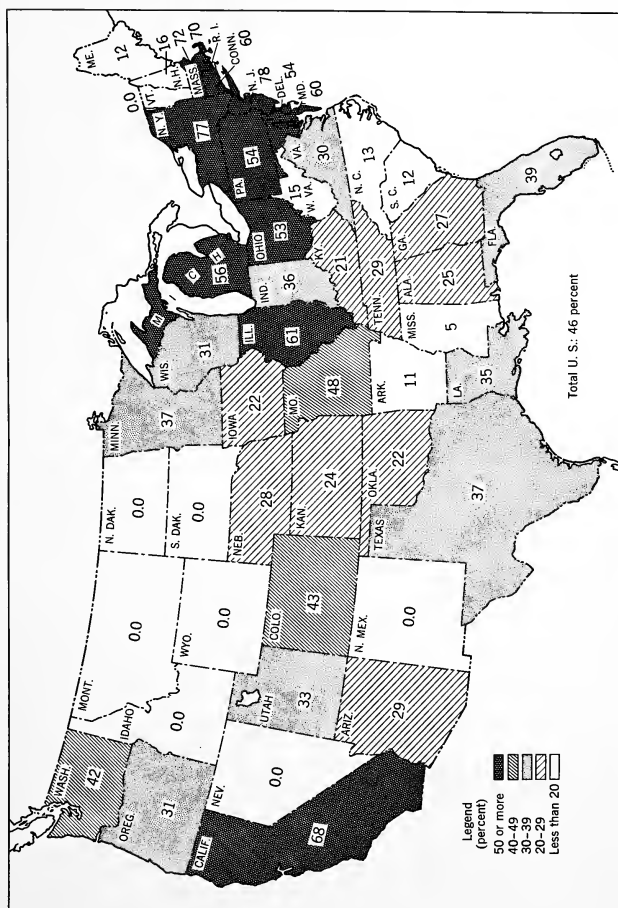 WASH.
42
OREG.
31
CALIF
68
NEV.
0.0
IDAHO
0.0
MONT.
0.0
WYO.
0.0
UTAH
33
ARIZ.
29
COLO
43
N. MEX.
0.0
N. DAK.
0.0
S. DAK.
0.0
NEB.
28
KAN.
24
OKLA.
22
TEXAS
37
MINN.
37
IOWA
22
MO.
48
ARK.
11
LA.
35
WIS.
31
ILL.
61
M I C H
56
IND.
36
OHIO
53
KY.
21
TENN.
29
MISS.
5
ALA.
25
GA.
27
FLA.
39
S. C.
12
N. C.
13
VA.
30
W. VA.
15
PA.
54
N. Y.
77
VT.
0.0
ME.
12
N.H.
16
MASS.
72
R. I.
70
CONN.
60
N. J.
78
DEL.
54
MD.
60
Total U. S.: 46 percent
Legend
(percent)
50 or more
40-49
30-39
20-29
Less than 20